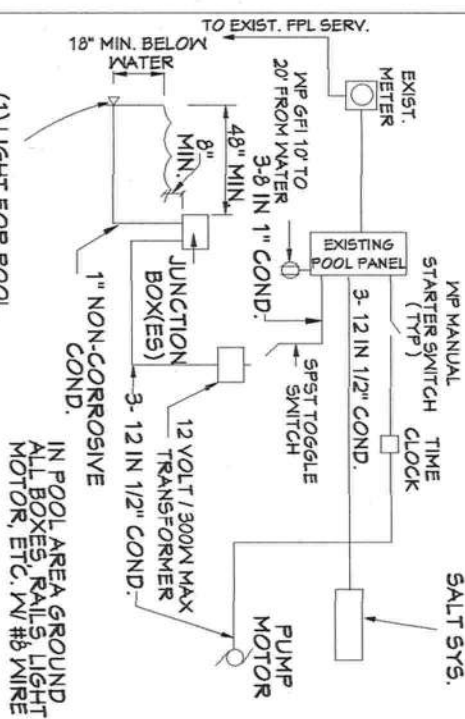 TO EXIST. FPL SERV.
18" MIN. BELOW
WATER
EXIST.
METER
WP GFI 10' TO
20' FROM WATER
3-8 IN 1" COND.
48" MIN.
8"
MIN.
EXISTING
POOL PANEL
WP MANUAL
STARTER SWITCH
(TYP)
TIME
CLOCK
3- 12 IN 1/2" COND.
SALT SYS.
JUNCTION
BOX(ES)
SPST TOGGLE
SWITCH
1" NON-CORROSIVE
COND.
12 VOLT / 300W MAX
TRANSFORMER
3- 12 IN 1/2" COND.
PUMP
MOTOR
(1) LIGHT FOR POOL
IN POOL AREA GROUND
ALL BOXES, RAILS, LIGHT
MOTOR, ETC. W/ #8 WIRE